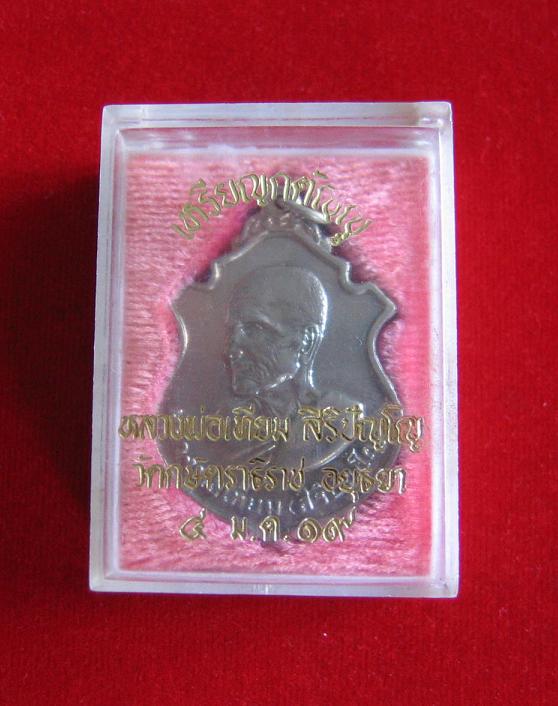 เหรียญกตัญญู
หลวงพ่อเทียม สิริปัญโญ
วัดกษัตราธิราช อยุธยา
๔ ม.ค. ๑๙